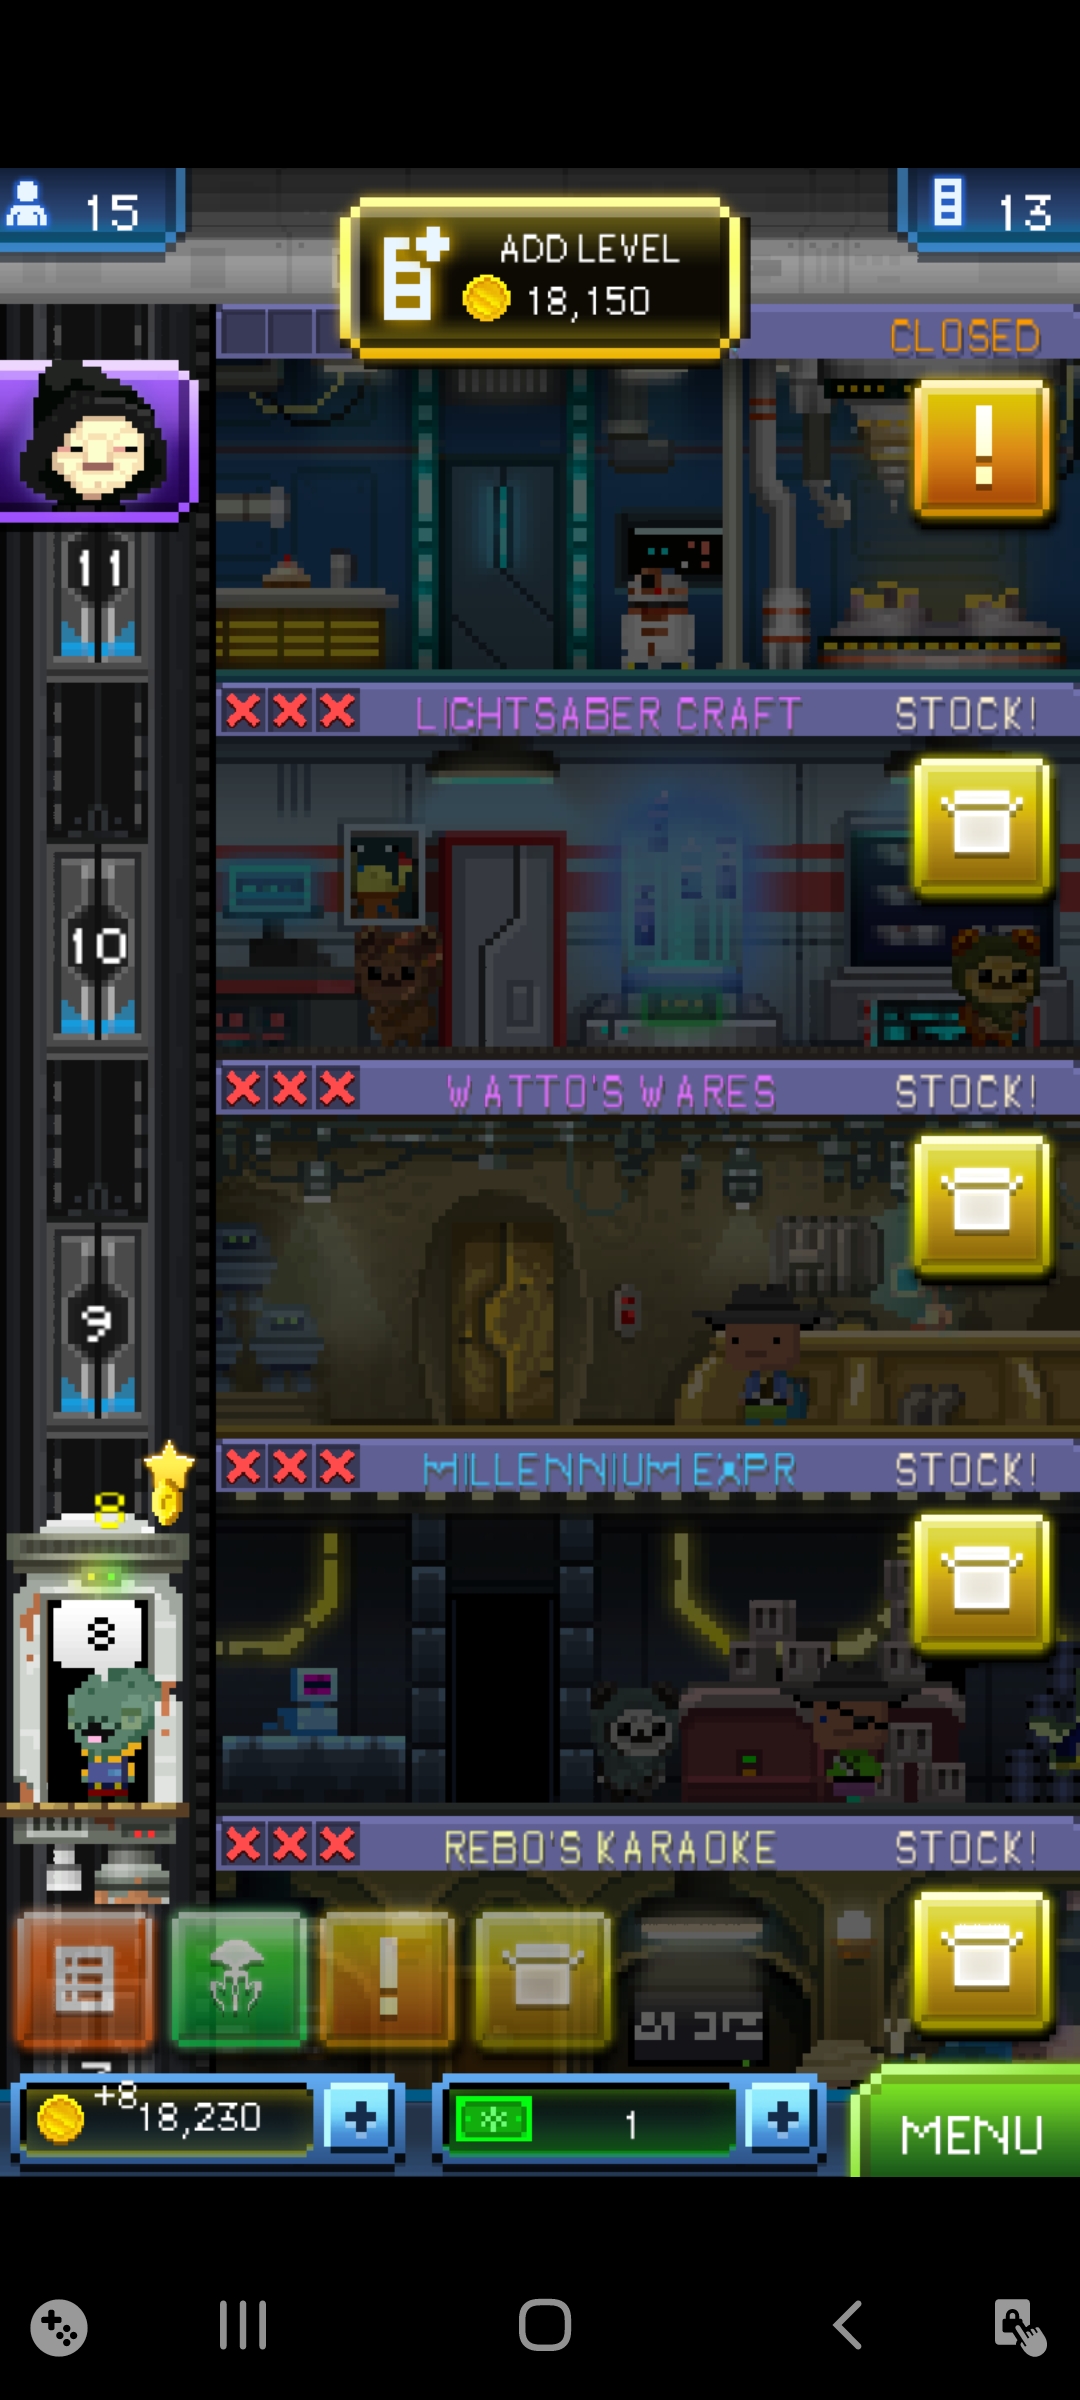 15
13
ADD LEVEL
18,150
CLOSED
!
11
LIGHTSABER CRAFT STOCK!
10
WATTO'S WARES STOCK!
9
MILLENNIUM EXPR STOCK!
8
8
REBO'S KARAOKE STOCK!
!
+8
18,230
1
MENU